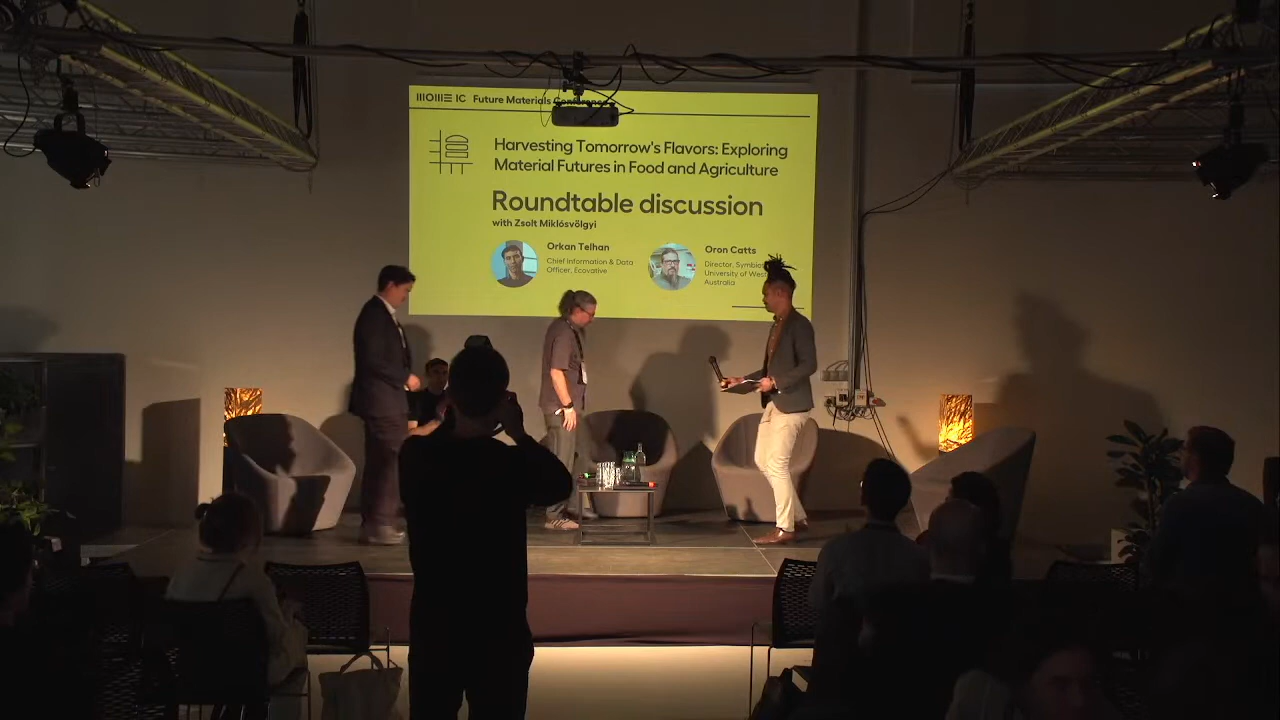 MOME IC Future Materials Conference
Harvesting Tomorrow's Flavors: Exploring
Material Futures in Food and Agriculture
Roundtable discussion
with Zsolt Miklósvölgyi
Orkan Telhan
Chief Information & Data
Officer, Ecovative
Oron Catts
Director,
University of West
Australia